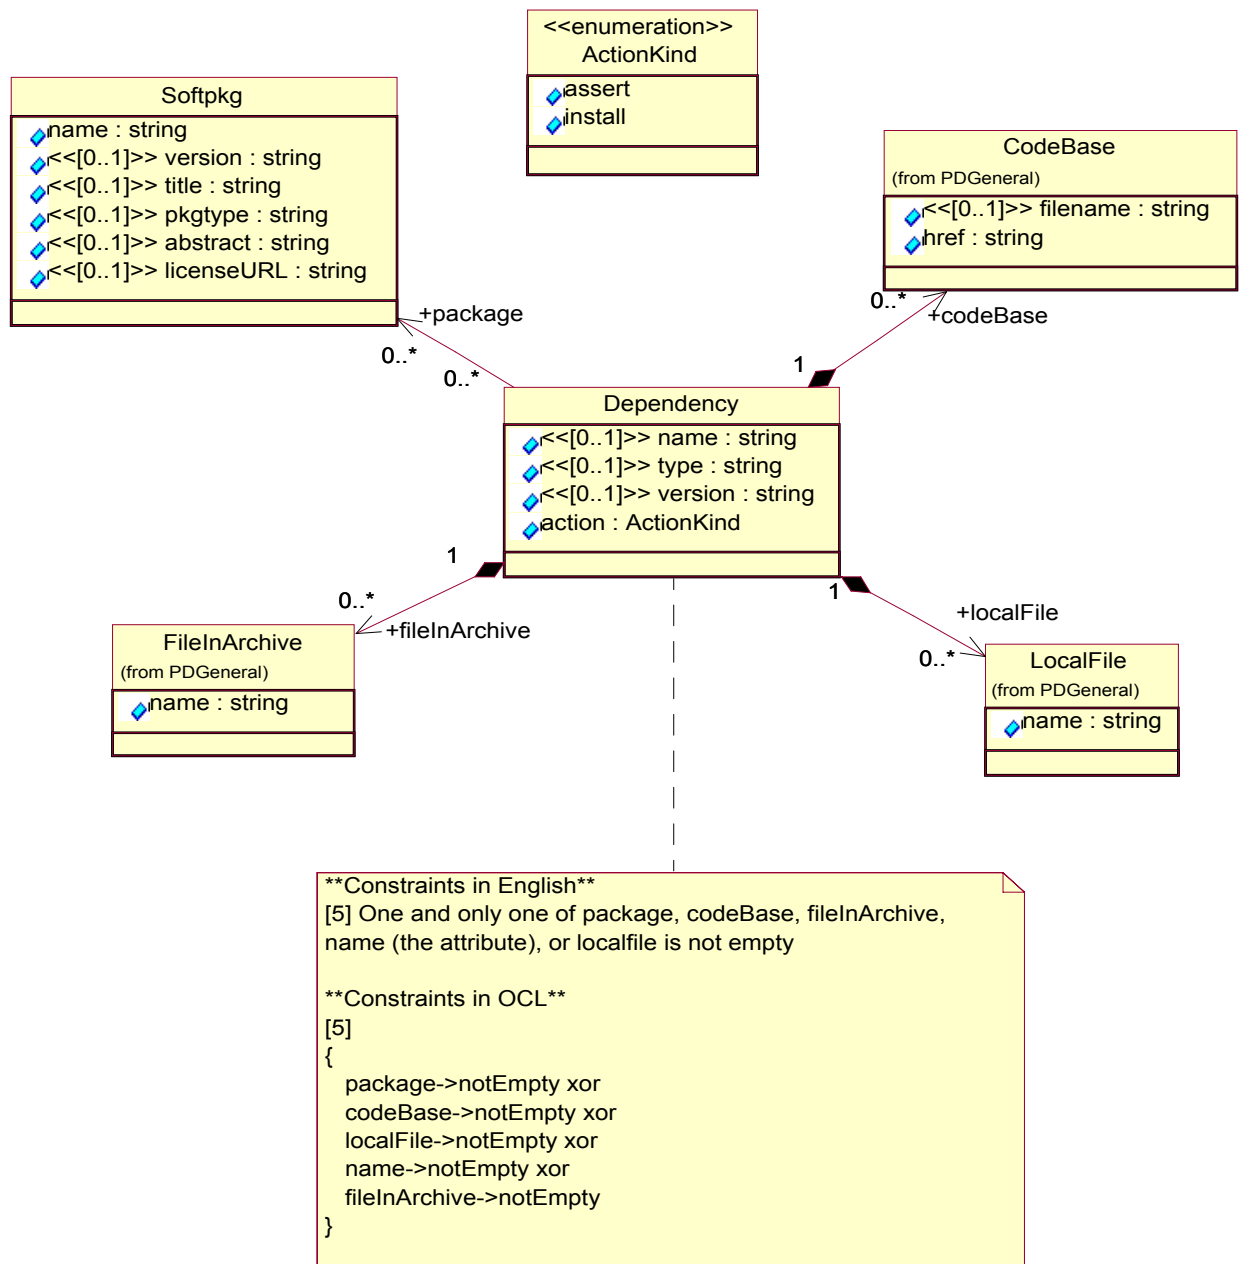 <<enumeration>>
ActionKind
assert
install
Softpkg
name : string
<<[0..1]>> version : string
<<[0..1]>> title : string
<<[0..1]>> pkgtype : string
<<[0..1]>> abstract : string
<<[0..1]>> licenseURL : string
CodeBase
(from PDGeneral)
<<[0..1]>> filename : string
href : string
+package
0..*
0..*
0..*
+codeBase
1
Dependency
<<[0..1]>> name : string
<<[0..1]>> type : string
<<[0..1]>> version : string
action : ActionKind
1
0..*
+fileInArchive
1
+localFile
0..*
FileInArchive
(from PDGeneral)
name : string
LocalFile
(from PDGeneral)
name : string
**Constraints in English**
[5] One and only one of package, codeBase, fileInArchive,
name (the attribute), or localfile is not empty
**Constraints in OCL**
[5]
{
package->notEmpty xor
codeBase->notEmpty xor
localFile->notEmpty xor
name->notEmpty xor
fileInArchive->notEmpty
}